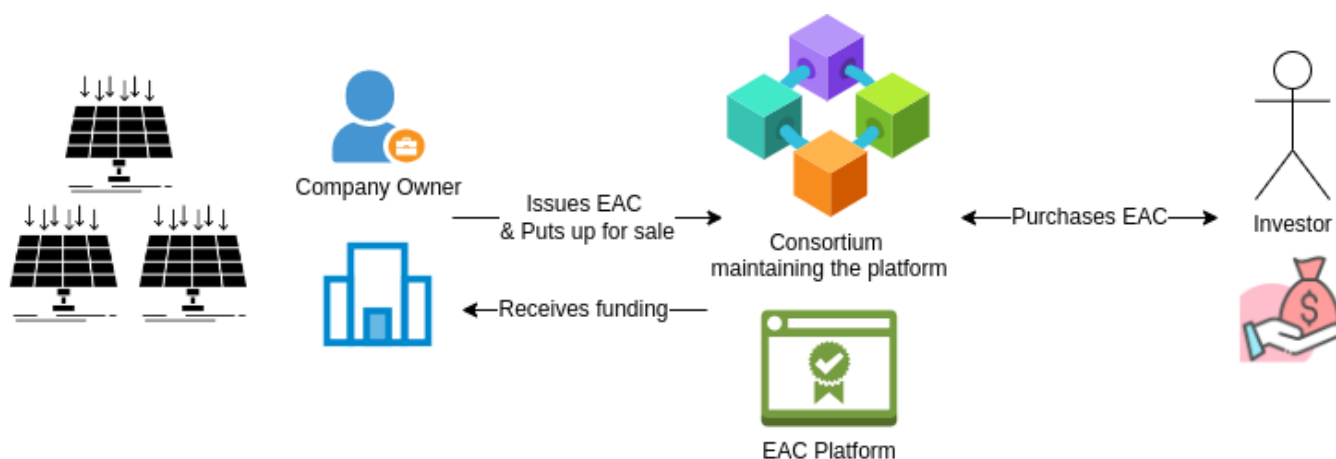 Company Owner
Issues EAC
& Puts up for sale
Receives funding
Consortium
maintaining the platform
EAC Platform
Purchases EAC
Investor
$